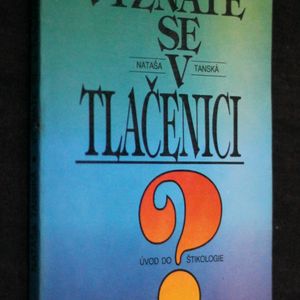 VYZNÁTE
SE
NATAŠA V TANSKÁ
TLAČENICI
?
ÚVOD DO ŠTIKOLOGIE